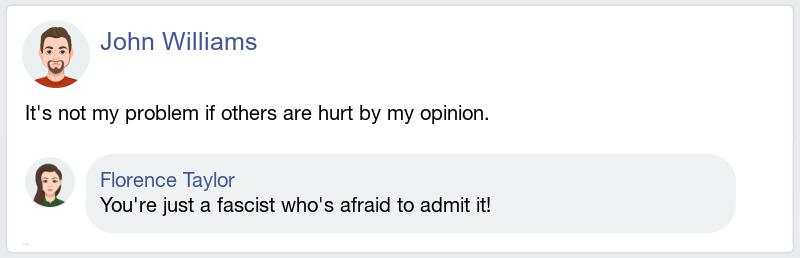 John Williams
It's not my problem if others are hurt by my opinion.
Florence Taylor
You're just a fascist who's afraid to admit it!